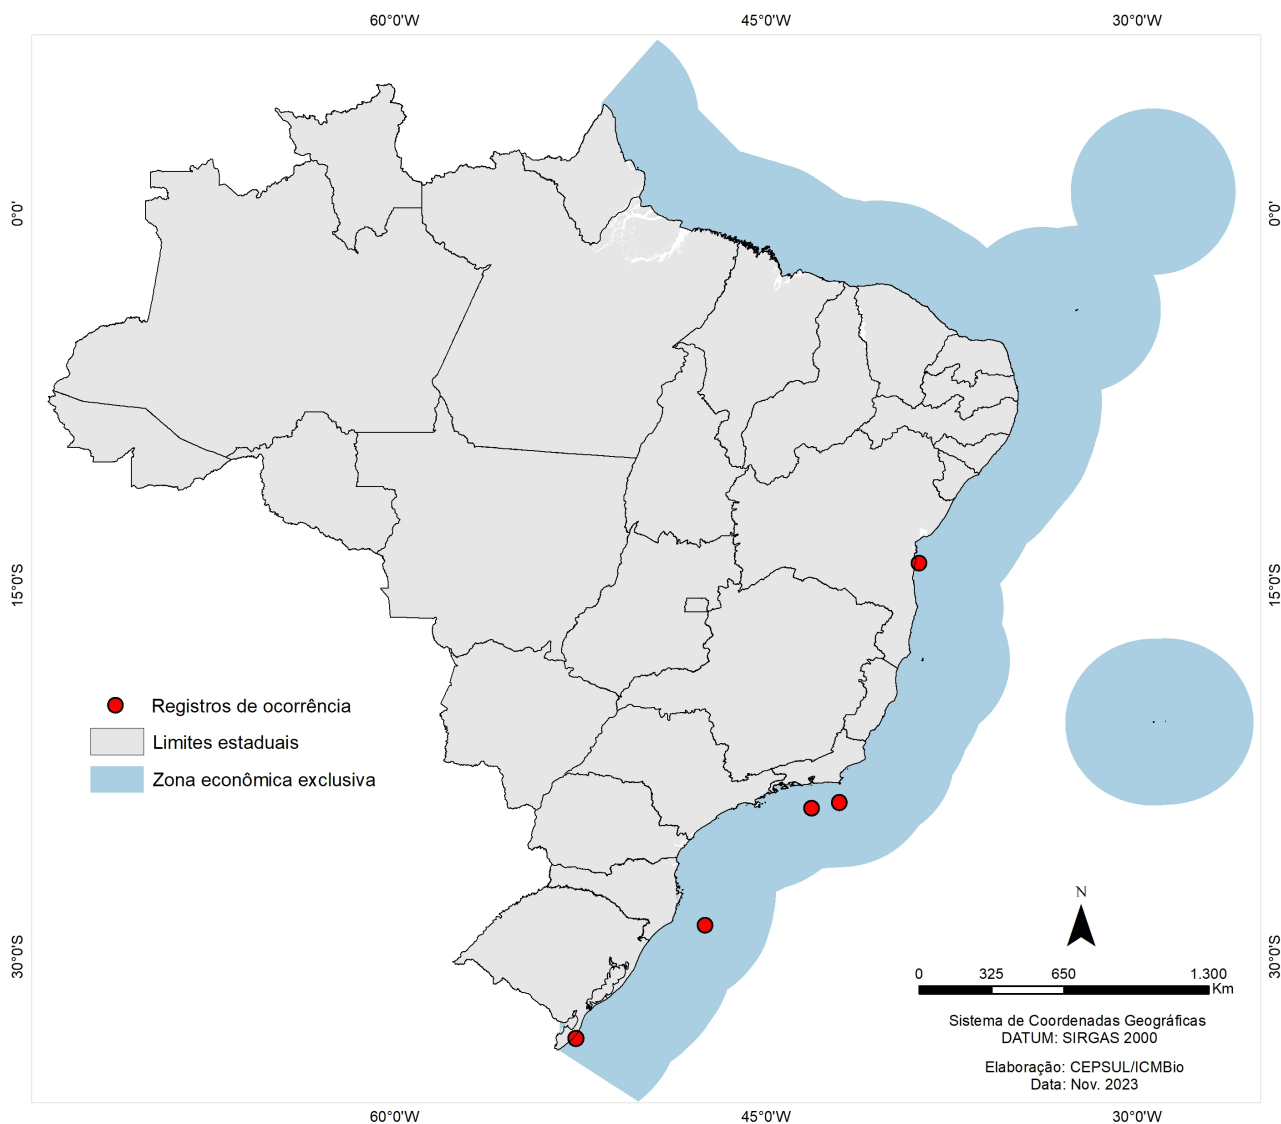 60°0'W 45°0'W 30°0'W
0°0' 0°0'
15°0'S 15°0'S
Registros de ocorrência
Limites estaduais
Zona econômica exclusiva
N
30°0'S 30°0'S
0 325 650 1.300
Km
Sistema de Coordenadas Geográficas
DATUM: SIRGAS 2000
Elaboração: CEPSUL/ICMBio
Data: Nov. 2023
60°0'W 45°0'W 30°0'W